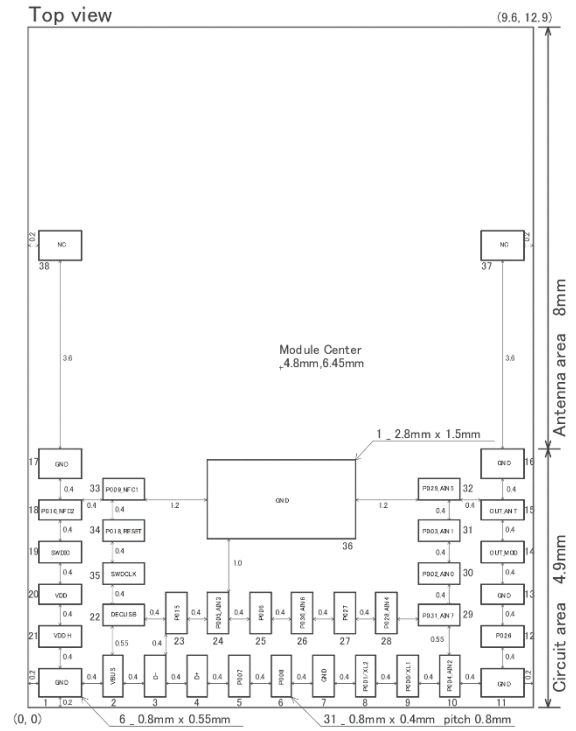 Top view
(9.6, 12.9)
0.2
NC
38
NC
37
0.2
3.6
3.6
Module Center
4.8mm,6.45mm
Antenna area 8mm
1 _ 2.8mm x 1.5mm
17
GND
GND
16
0.4
33
P009_NFC1
P029_AIN5
32
0.4
18
P010_NFC2
0.4
1.2
GND
1.2
0.4
OUT_ANT
15
0.4
0.4
0.4
0.4
34
P018_RESET
P003_AIN1
31
36
19
SWDIO
OUT_MOD
14
0.4
0.4
1.0
0.4
0.4
35
SWDCLK
P002_AIN0
30
20
VDD
GND
13
0.4
0.4
0.4
0.4
22
DECUSB
0.4
P015
0.4
P005_AIN3
0.4
P006
0.4
P030_AIN6
0.4
P027
0.4
P028_AIN4
0.4
P031_AIN7
29
21
VDDH
P026
12
23
24
25
26
27
28
0.55
0.4
0.55
0.4
0.4
0.2
GND
0.4
VBUS
0.4
D-
0.4
D+
0.4
P007
0.4
P008
0.4
GND
0.4
P001/XL2
0.4
P000/XL1
0.4
P004_AIN2
0.4
GND
0.2
Circuit area 4.9mm
1
0.2
2
3
4
5
6
7
8
9
10
11
(0, 0)
6 _ 0.8mm x 0.55mm
31 _ 0.8mm x 0.4mm pitch 0.8mm